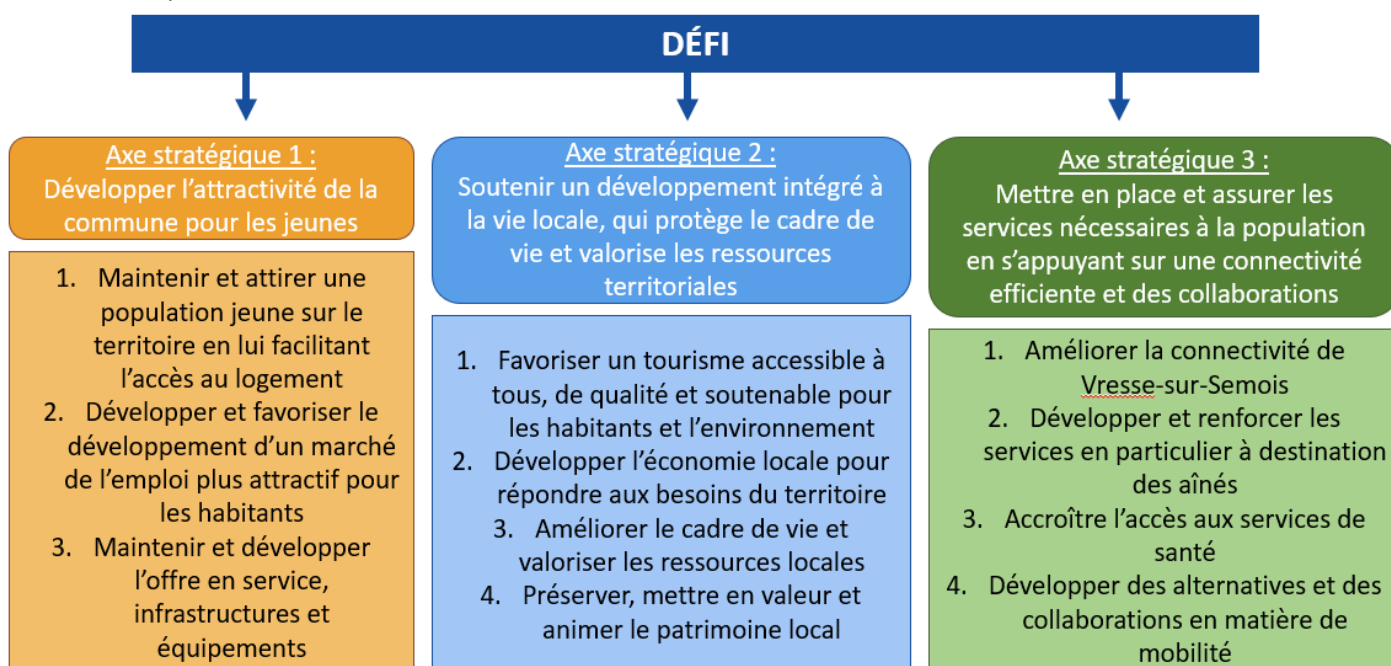 DÉFI
Axe stratégique 1 :
Développer l'attractivité de la
commune pour les jeunes
1. Maintenir et attirer une
population jeune sur le
territoire en lui facilitant
l'accès au logement
2. Développer et favoriser le
développement d'un marché
de l'emploi plus attractif pour
les habitants
3. Maintenir et développer
l'offre en service,
infrastructures et
équipements
Axe stratégique 2 :
Soutenir un développement intégré à
la vie locale, qui protège le cadre de
vie et valorise les ressources
territoriales
1. Favoriser un tourisme accessible à
tous, de qualité et soutenable pour
les habitants et l'environnement
2. Développer l'économie locale pour
répondre aux besoins du territoire
3. Améliorer le cadre de vie et
valoriser les ressources locales
4. Préserver, mettre en valeur et
animer le patrimoine local
Axe stratégique 3 :
Mettre en place et assurer les
services nécessaires à la population
en s'appuyant sur une connectivité
efficiente et des collaborations
1. Améliorer la connectivité de
Vresse-sur-Semois
2. Développer et renforcer les
services en particulier à destination
des aînés
3. Accroître l'accès aux services de
santé
4. Développer des alternatives et des
collaborations en matière de
mobilité